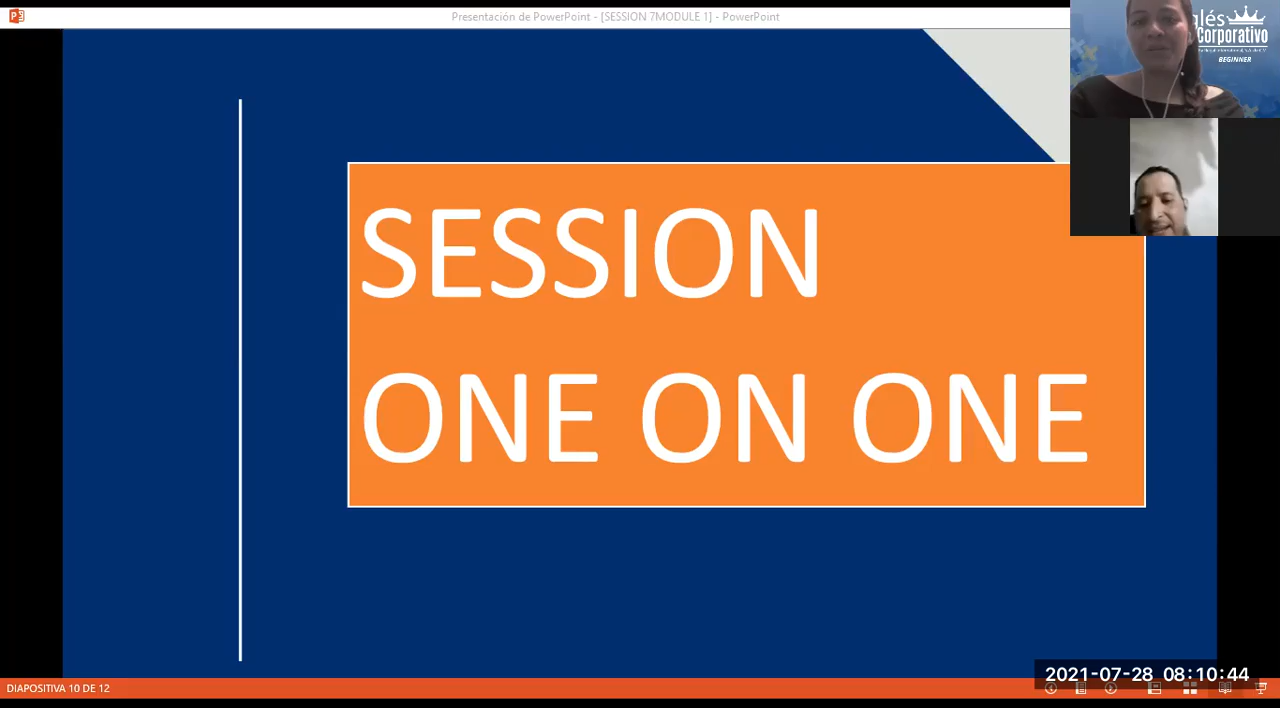 Presentación de PowerPoint - [SESSION 7MODULE 1] - PowerPoint
glés
Corporativo
BEGINNER
SESSION
ONE ON ONE
2021-07-28 08:10:44
DIAPOSITIVA 10 DE 12